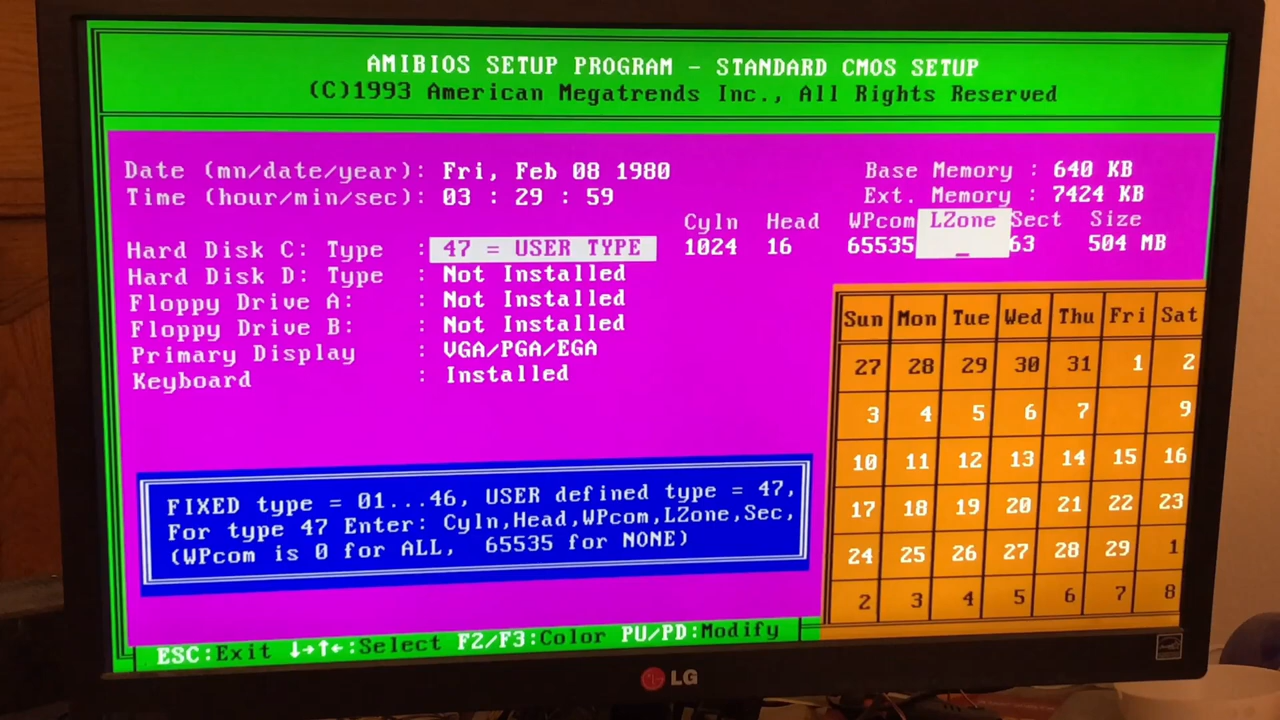 AMIBIOS SETUP PROGRAM - STANDARD CMOS SETUP
(C)1993 American Megatrends Inc., All Rights Reserved
Date (mn/date/year): Fri, Feb 08 1980
Base Memory : 640 KB
Time (hour/min/sec): 03 : 29 : 59
Ext. Memory : 7424 KB
Cyln Head WPcom LZone Sect Size
Hard Disk C: Type : 47 = USER TYPE 1024 16 65535 _ 63 504 MB
Hard Disk D: Type : Not Installed
Floppy Drive A: : Not Installed
Floppy Drive B: : Not Installed
Primary Display : VGA/PGA/EGA
Keyboard : Installed
Sun Mon Tue Wed Thu Fri Sat
27 28 29 30 31 1 2
3 4 5 6 7 9
10 11 12 13 14 15 16
17 18 19 20 21 22 23
24 25 26 27 28 29 1
2 3 4 5 6 7 8
FIXED type = 01...46, USER defined type = 47,
For type 47 Enter: Cyln,Head,WPcom,LZone,Sec,
(WPcom is 0 for ALL, 65535 for NONE)
ESC:Exit ↓→↑←:Select F2/F3:Color PU/PD:Modify
LG